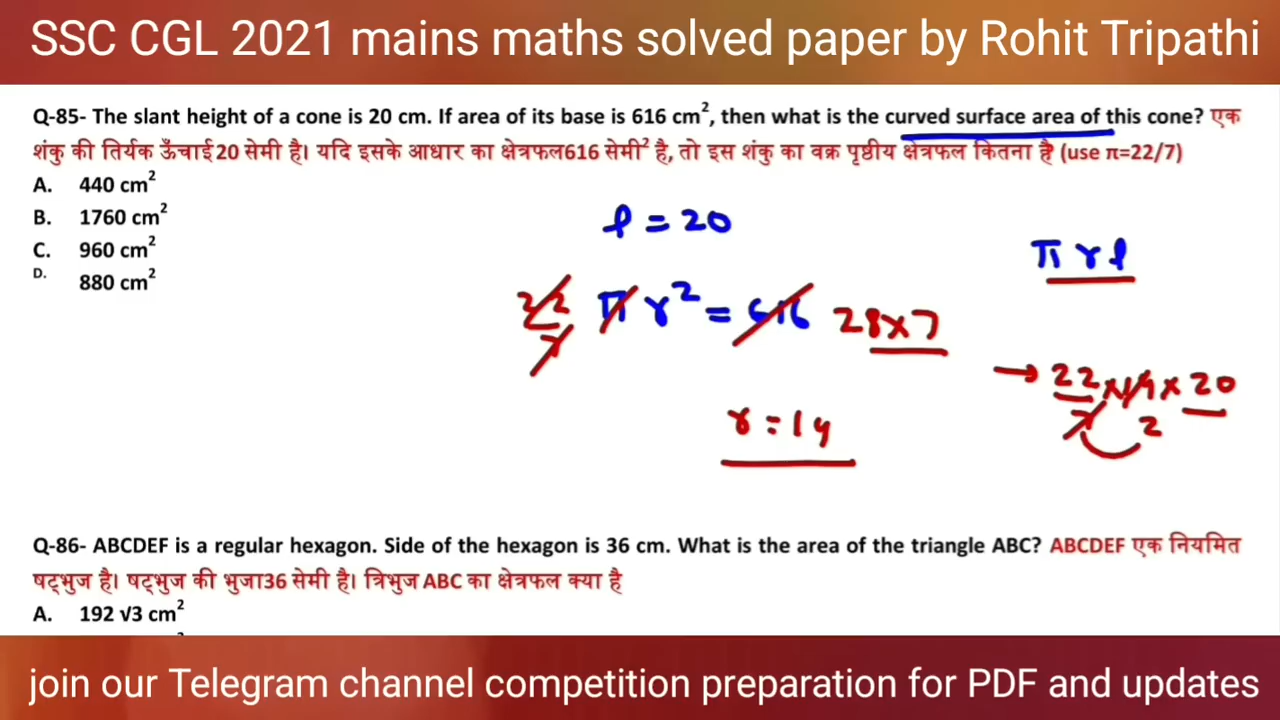 SSC CGL 2021 mains maths solved paper by Rohit Tripathi
Q-85- The slant height of a cone is 20 cm. If area of its base is 616 cm², then what is the curved surface area of this cone? एक
शंकु की तिर्यक ऊँचाई20 सेमी है। यदि इसके आधार का क्षेत्रफल616 सेमी² है, तो इस शंकु का वक्र पृष्ठीय क्षेत्रफल कितना है (use π=22/7)
A. 440 cm²
B. 1760 cm²
C. 960 cm²
D. 880 cm²
l = 20
π r l
22/7 π r² = 616 28×7
→ 22/7 × 14 × 20
2
r = 14
Q-86- ABCDEF is a regular hexagon. Side of the hexagon is 36 cm. What is the area of the triangle ABC? ABCDEF एक नियमित
षट्भुज है। षट्भुज की भुजा36 सेमी है। त्रिभुज ABC का क्षेत्रफल क्या है
A. 192 √3 cm²
join our Telegram channel competition preparation for PDF and updates